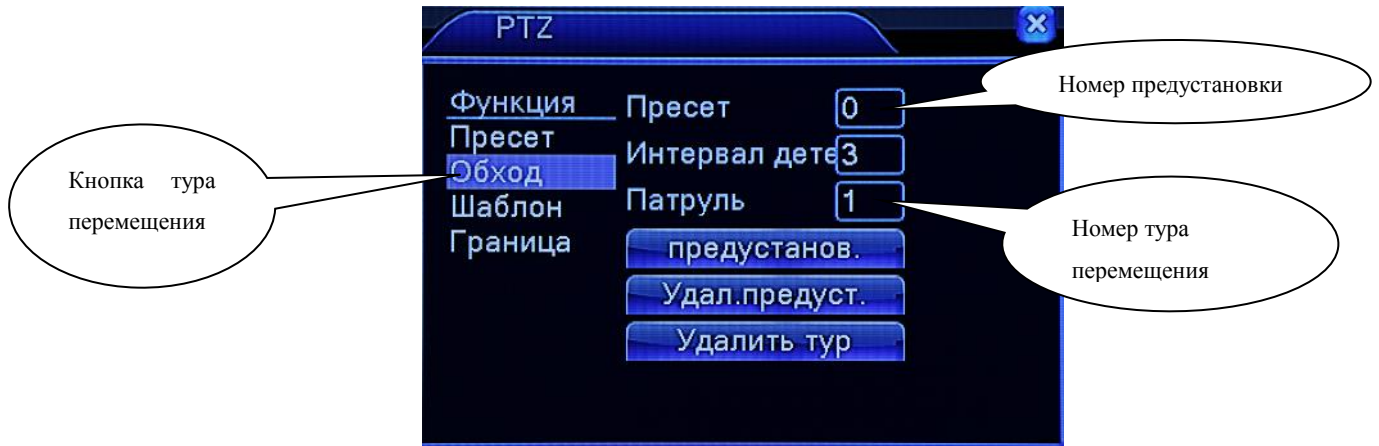 PTZ
Номер предустановки
Функция
Пресет
0
Пресет
Интервал дете
3
Обход
Кнопка тура
перемещения
Шаблон
Патруль
1
Номер тура
перемещения
Граница
предустанов.
Удал.предуст.
Удалить тур